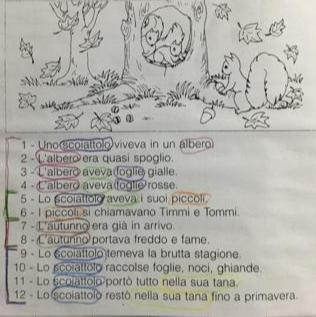 1 - Uno scoiattolo viveva in un albero.
2 - L'albero era quasi spoglio.
3 - L'albero aveva foglie gialle.
4 - L'albero aveva foglie rosse.
5 - Lo scoiattolo aveva i suoi piccoli.
6 - I piccoli si chiamavano Timmi e Tommi.
7 - L'autunno era già in arrivo.
8 - L'autunno portava freddo e fame.
9 - Lo scoiattolo temeva la brutta stagione.
10 - Lo scoiattolo raccolse foglie, noci, ghiande.
11 - Lo scoiattolo portò tutto nella sua tana.
12 - Lo scoiattolo restò nella sua tana fino a primavera.